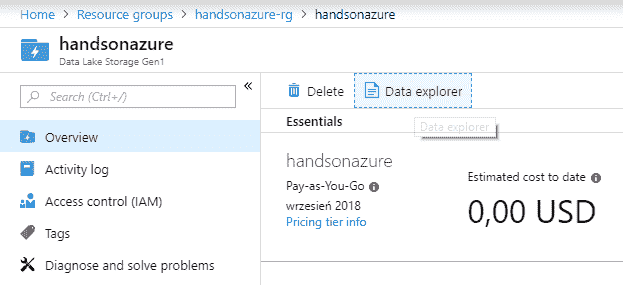 Home > Resource groups > handsonazure-rg > handsonazure
handsonazure
Data Lake Storage Gen1
Search (Ctrl+/)
«
Overview
Activity log
Access control (IAM)
Tags
Diagnose and solve problems
Delete
Data explorer
Data explorer
Essentials
handsonazure
Pay-as-You-Go
wrzesień 2018
Pricing tier info
Estimated cost to date
0,00 USD